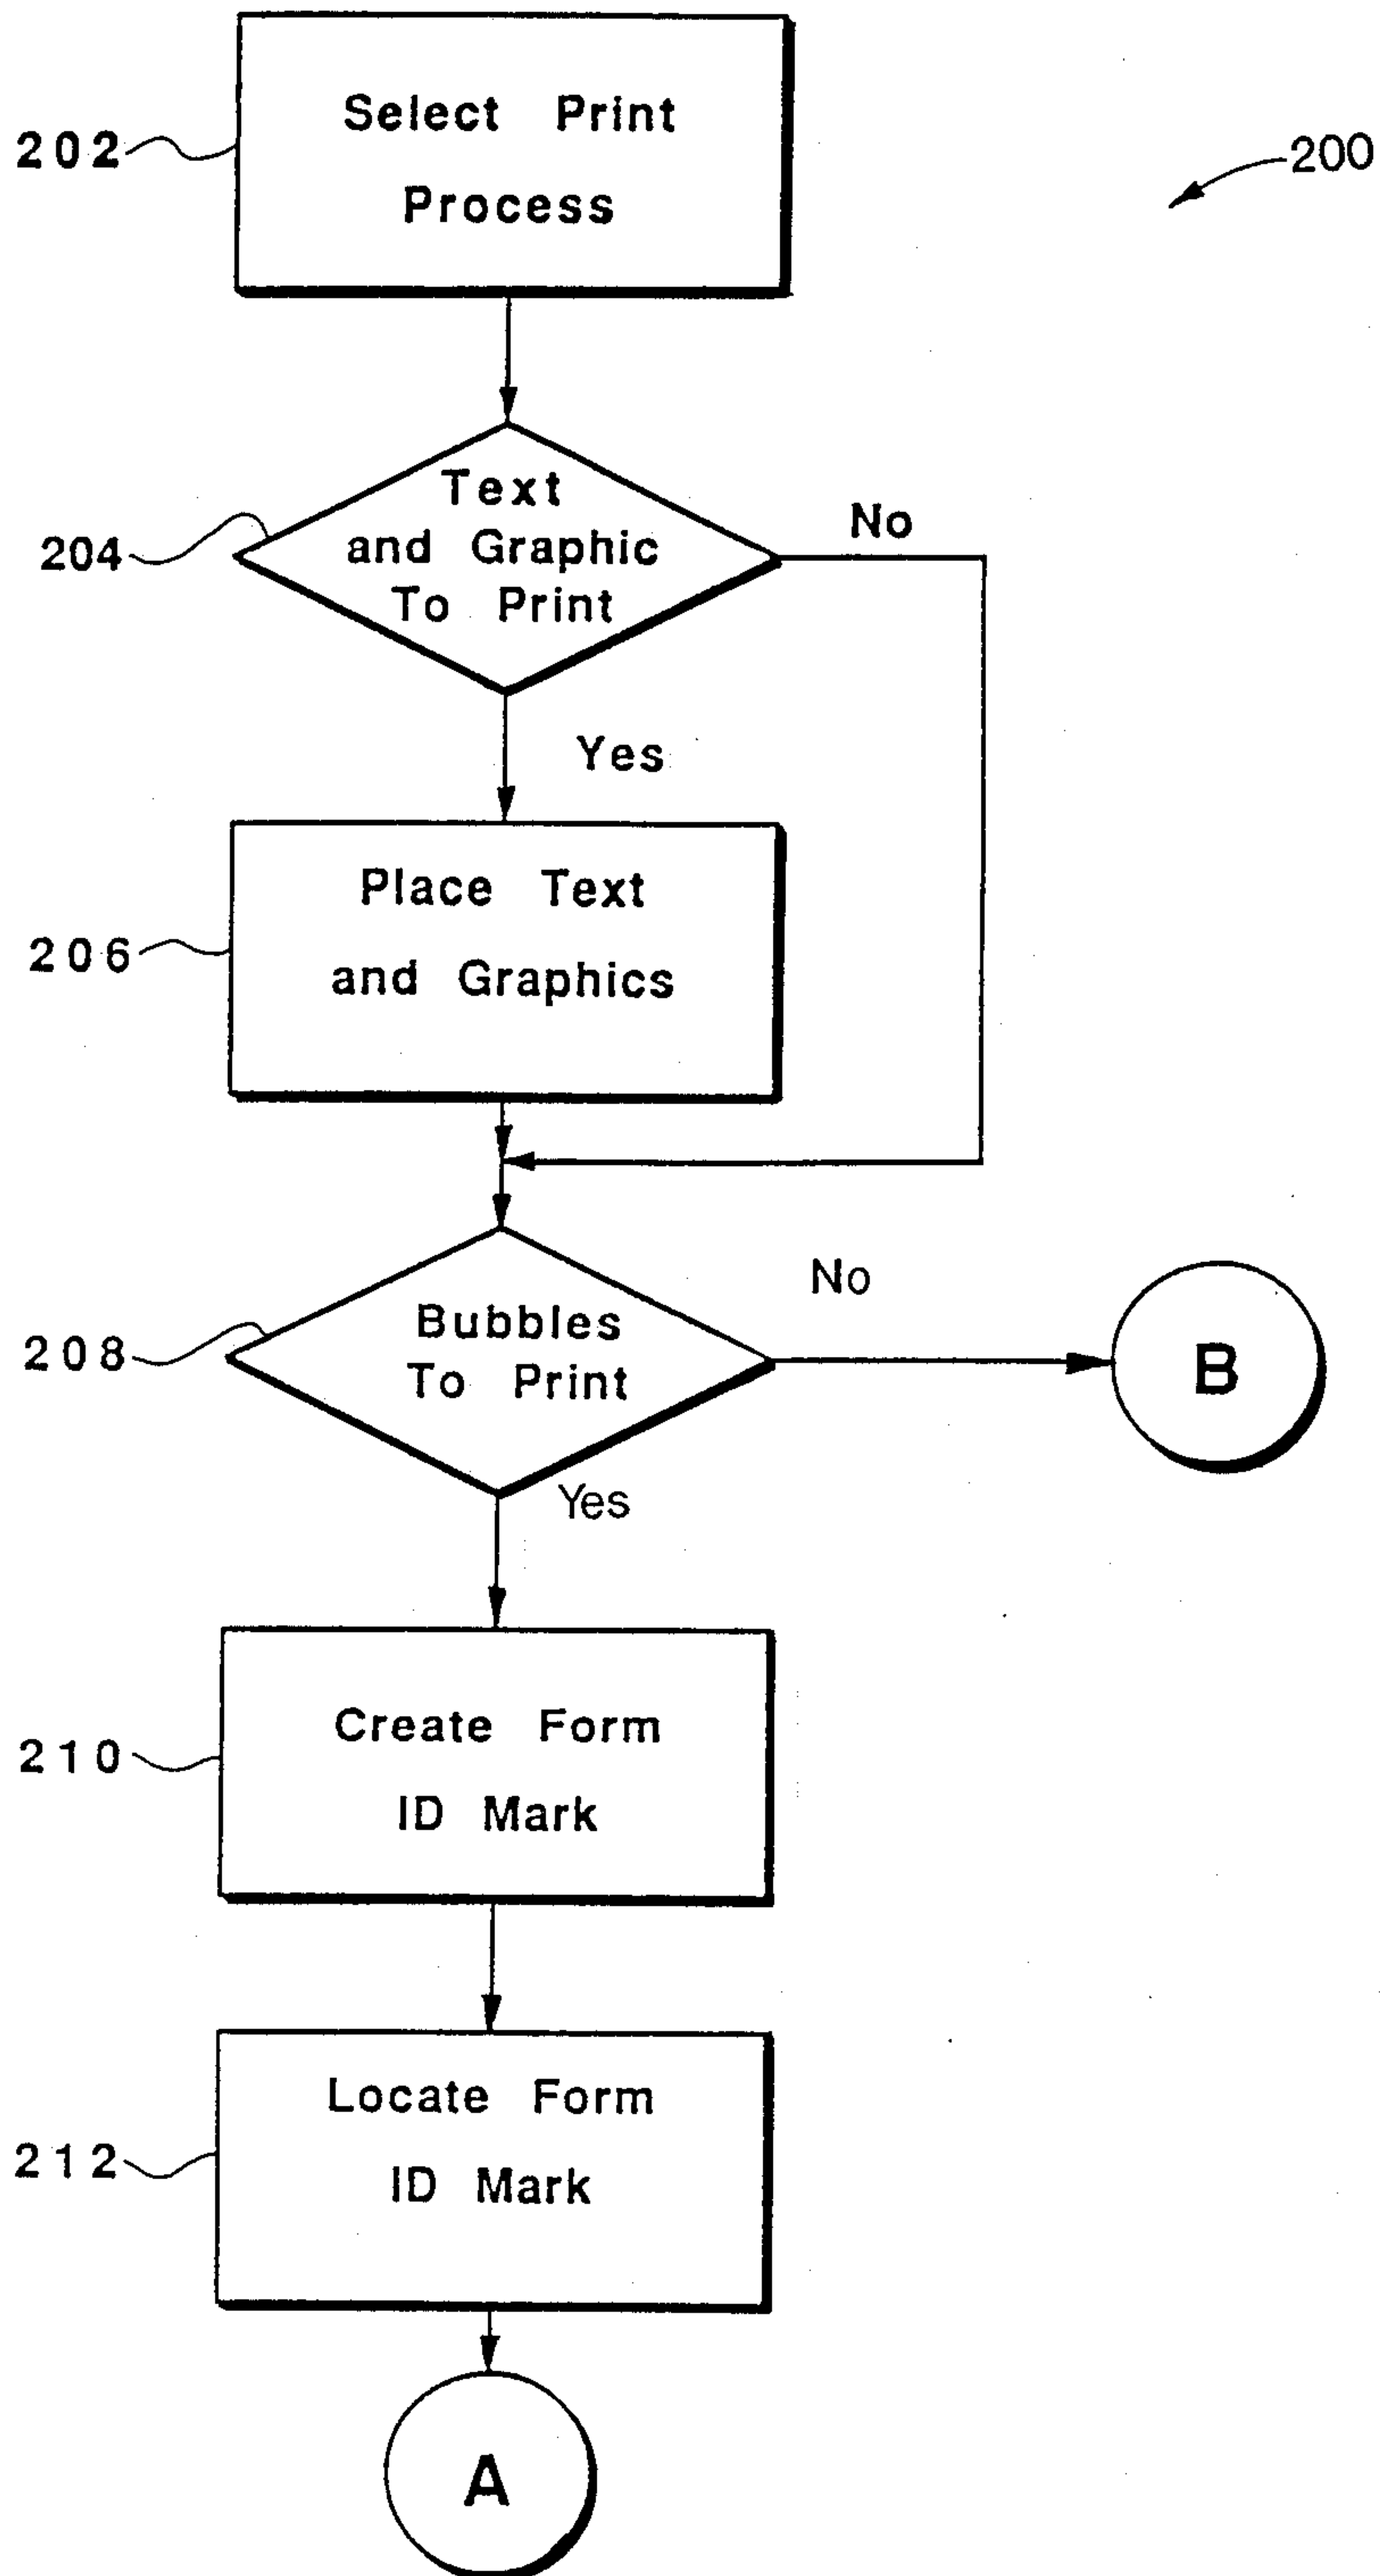 Select Print
Process
202
200
Text
and Graphic
To Print
204
No
Yes
Place Text
and Graphics
206
Bubbles
To Print
208
No
B
Yes
Create Form
ID Mark
210
Locate Form
ID Mark
212
A